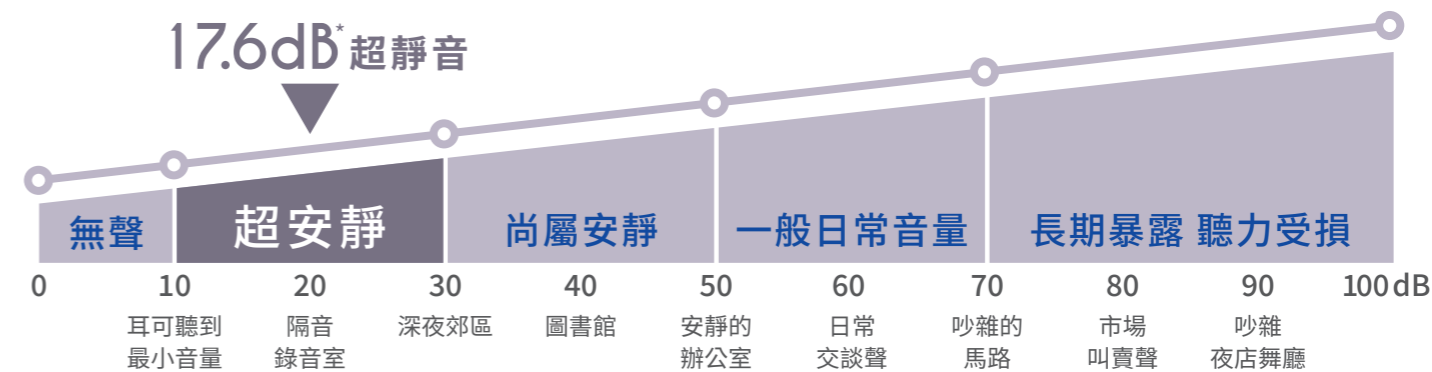 17.6dB*超靜音
無聲
超安靜
尚屬安靜
一般日常音量
長期暴露 聽力受損
0
10
20
30
40
50
60
70
80
90
100dB
耳可聽到
最小音量
隔音
錄音室
深夜郊區
圖書館
安靜的
辦公室
日常
交談聲
吵雜的
馬路
市場
叫賣聲
吵雜
夜店舞廳